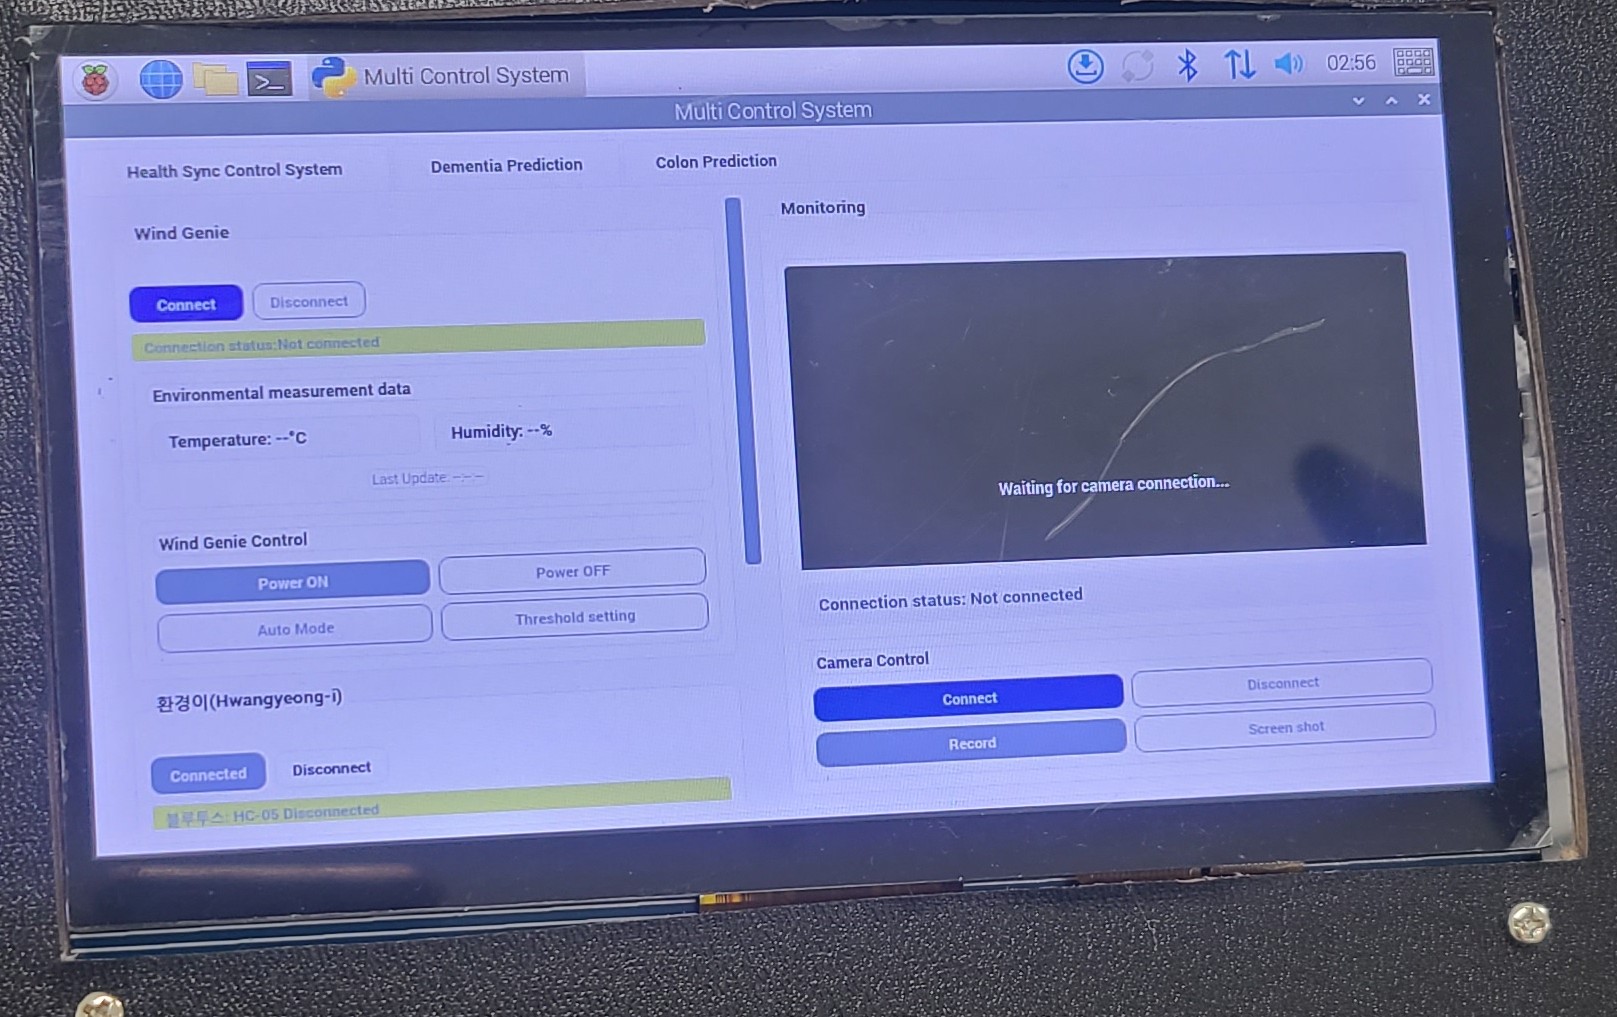 Multi Control System
02:56
Multi Control System
Health Sync Control System
Dementia Prediction
Colon Prediction
Wind Genie
Connect
Disconnect
Connection status:Not connected
Environmental measurement data
Temperature: --°C
Humidity: --%
Last Update: --:--:--
Wind Genie Control
Power ON
Power OFF
Auto Mode
Threshold setting
환경이(Hwangyeong-i)
Connected
Disconnect
블루투스: HC-05 Disconnected
Monitoring
Waiting for camera connection...
Connection status: Not connected
Camera Control
Connect
Disconnect
Record
Screen shot